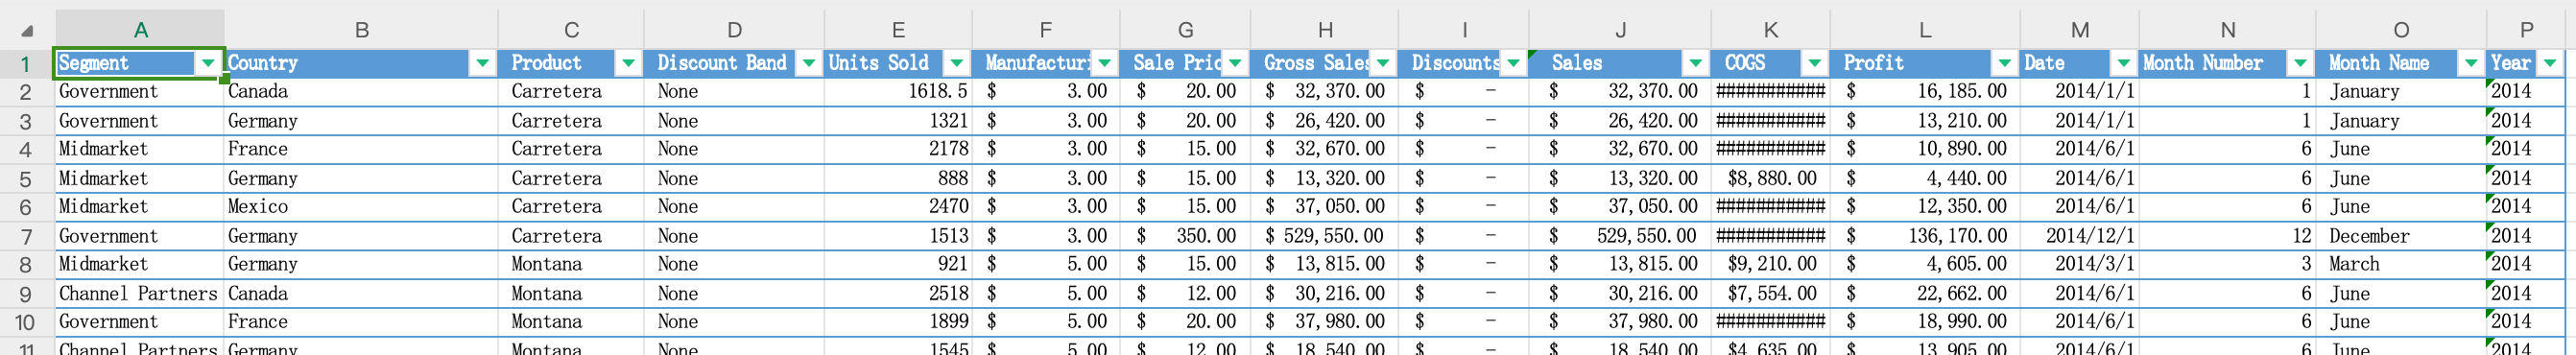 A B C D E F G H I J K L M N O P
1 Segment Country Product Discount Band Units Sold Manufacturi Sale Pric Gross Sales Discounts Sales COGS Profit Date Month Number Month Name Year
2 Government Canada Carretera None 1618.5 $ 3.00 $ 20.00 $ 32,370.00 $ - $ 32,370.00 ########### $ 16,185.00 2014/1/1 1 January 2014
3 Government Germany Carretera None 1321 $ 3.00 $ 20.00 $ 26,420.00 $ - $ 26,420.00 ########### $ 13,210.00 2014/1/1 1 January 2014
4 Midmarket France Carretera None 2178 $ 3.00 $ 15.00 $ 32,670.00 $ - $ 32,670.00 ########### $ 10,890.00 2014/6/1 6 June 2014
5 Midmarket Germany Carretera None 888 $ 3.00 $ 15.00 $ 13,320.00 $ - $ 13,320.00 $8,880.00 $ 4,440.00 2014/6/1 6 June 2014
6 Midmarket Mexico Carretera None 2470 $ 3.00 $ 15.00 $ 37,050.00 $ - $ 37,050.00 ########### $ 12,350.00 2014/6/1 6 June 2014
7 Government Germany Carretera None 1513 $ 3.00 $ 350.00 $ 529,550.00 $ - $ 529,550.00 ########### $ 136,170.00 2014/12/1 12 December 2014
8 Midmarket Germany Montana None 921 $ 5.00 $ 15.00 $ 13,815.00 $ - $ 13,815.00 $9,210.00 $ 4,605.00 2014/3/1 3 March 2014
9 Channel Partners Canada Montana None 2518 $ 5.00 $ 12.00 $ 30,216.00 $ - $ 30,216.00 $7,554.00 $ 22,662.00 2014/6/1 6 June 2014
10 Government France Montana None 1899 $ 5.00 $ 20.00 $ 37,980.00 $ - $ 37,980.00 ########### $ 18,990.00 2014/6/1 6 June 2014
11 Channel Partners Germany Montana None 1545 $ 5.00 $ 12.00 $ 18,540.00 $ - $ 18,540.00 $4,635.00 $ 13,905.00 2014/6/1 6 June 2014